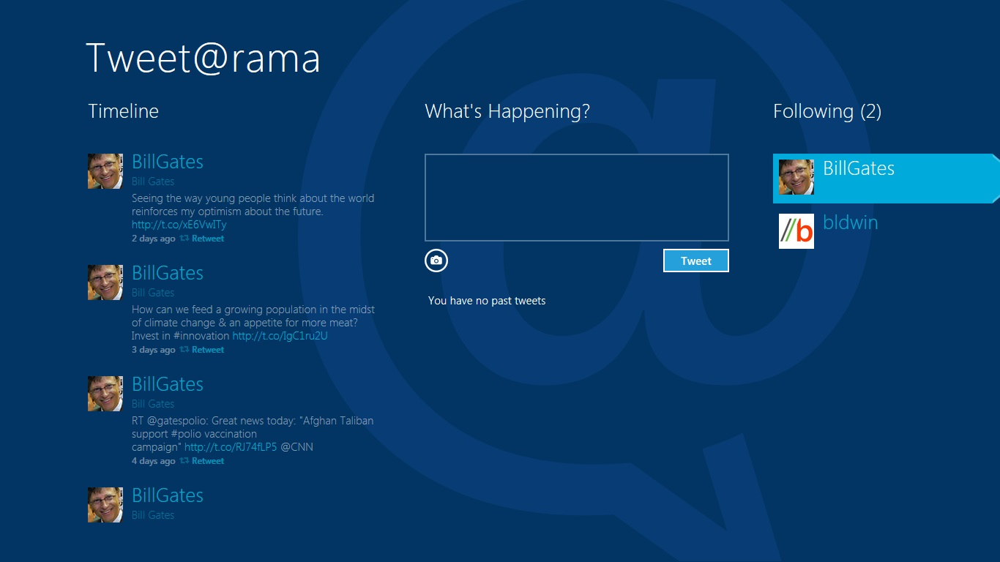 Tweet@rama
Timeline
BillGates
Bill Gates
Seeing the way young people think about the world
reinforces my optimism about the future.
http://t.co/xE6VwITy
2 days ago Retweet
BillGates
Bill Gates
How can we feed a growing population in the midst
of climate change & an appetite for more meat?
Invest in #innovation http://t.co/IgC1ru2U
3 days ago Retweet
BillGates
Bill Gates
RT @gatespolio: Great news today: "Afghan Taliban
support #polio vaccination
campaign" http://t.co/RJ74fLP5 @CNN
4 days ago Retweet
BillGates
Bill Gates
What's Happening?
Tweet
You have no past tweets
Following (2)
BillGates
//b
bldwin